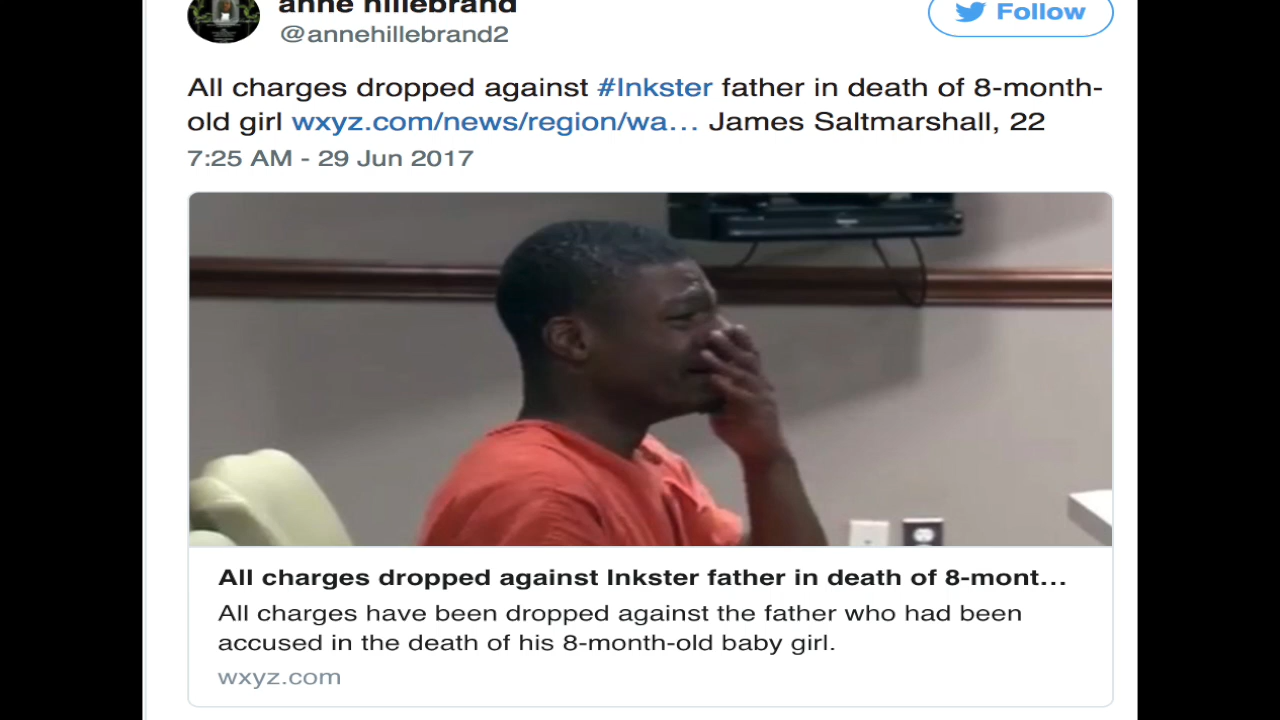 anne hillebrand
@annehillebrand2
Follow
All charges dropped against #Inkster father in death of 8-month-
old girl wxyz.com/news/region/wa... James Saltmarshall, 22
7:25 AM - 29 Jun 2017
All charges dropped against Inkster father in death of 8-mont...
All charges have been dropped against the father who had been
accused in the death of his 8-month-old baby girl.
wxyz.com